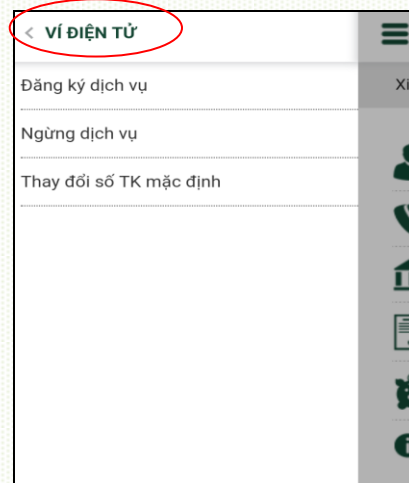 < VÍ ĐIỆN TỬ
Đăng ký dịch vụ
Ngừng dịch vụ
Thay đổi số TK mặc định